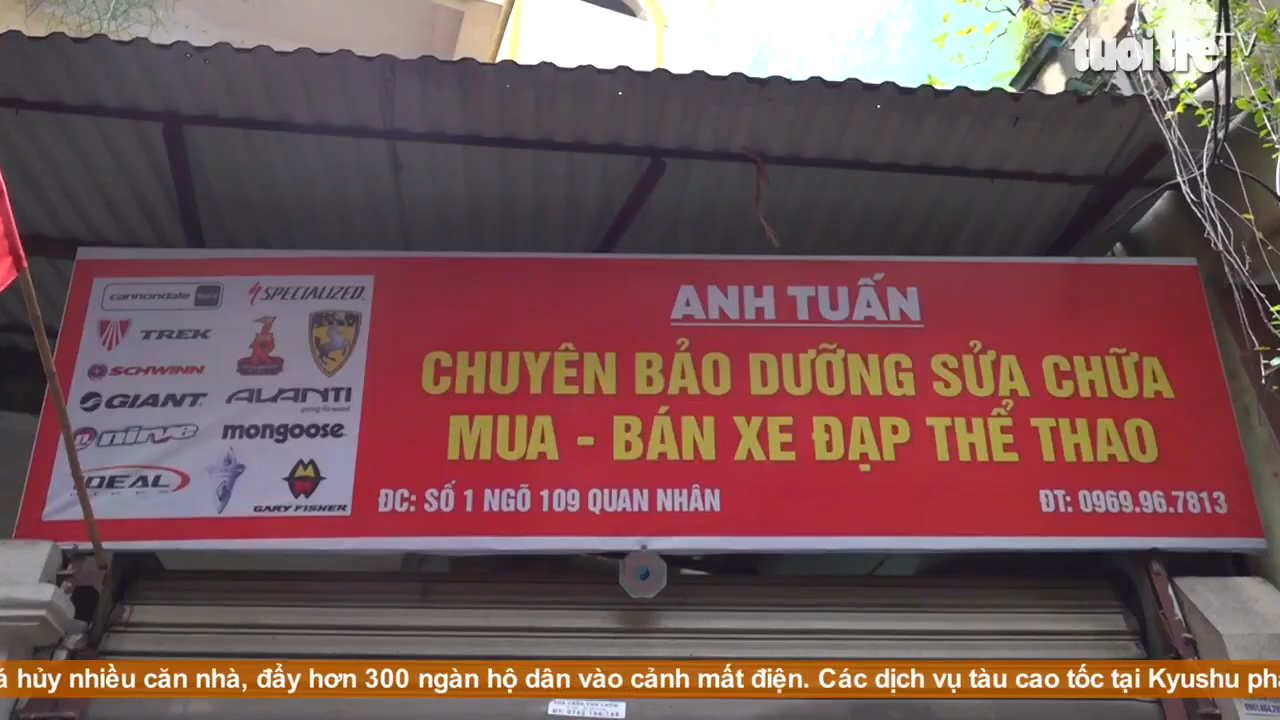 tuoitre TV
cannondale
SPECIALIZED
TREK
SCHWINN
GIANT
AVANTI
nirve
mongoose
IDEAL
GARY FISHER
ANH TUẤN
CHUYÊN BẢO DƯỠNG SỬA CHỮA
MUA - BÁN XE ĐẠP THỂ THAO
ĐC: SỐ 1 NGÕ 109 QUAN NHÂN
ĐT: 0969.96.7813
á hủy nhiều căn nhà, đẩy hơn 300 ngàn hộ dân vào cảnh mất điện. Các dịch vụ tàu cao tốc tại Kyushu ph